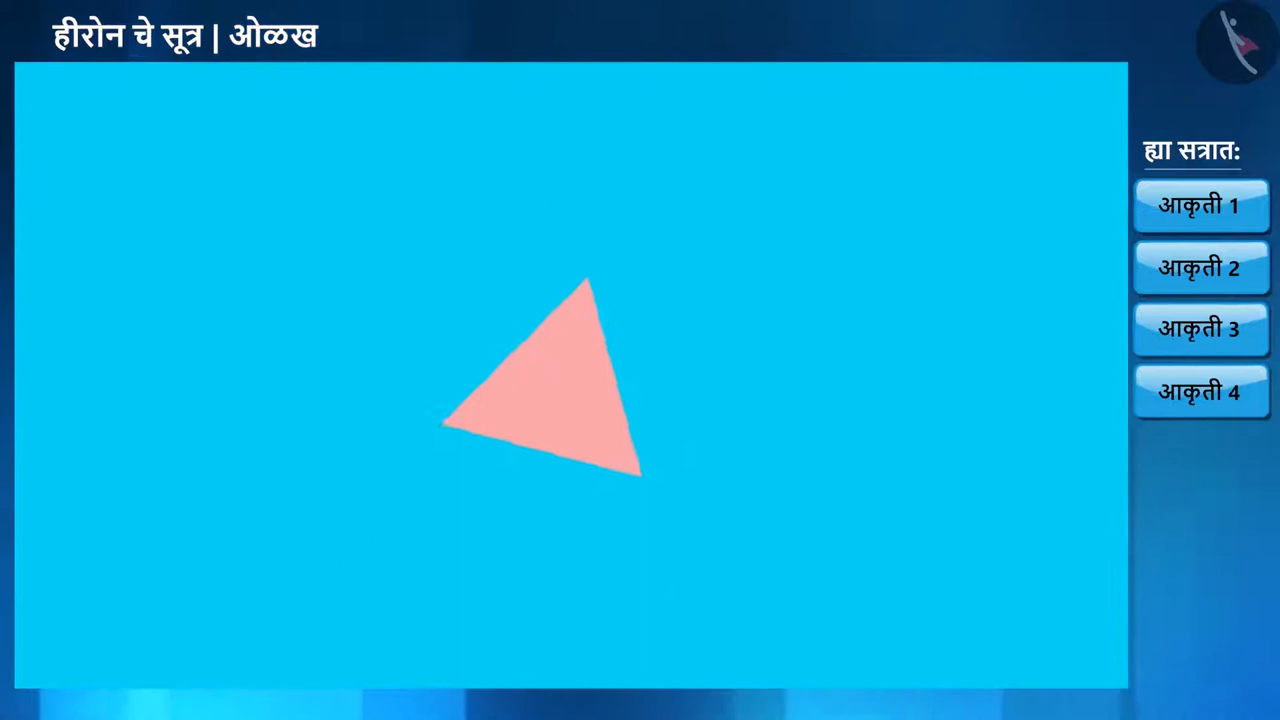 हीरोन चे सूत्र | ओळख
ह्या सत्रात:
आकृती 1
आकृती 2
आकृती 3
आकृती 4